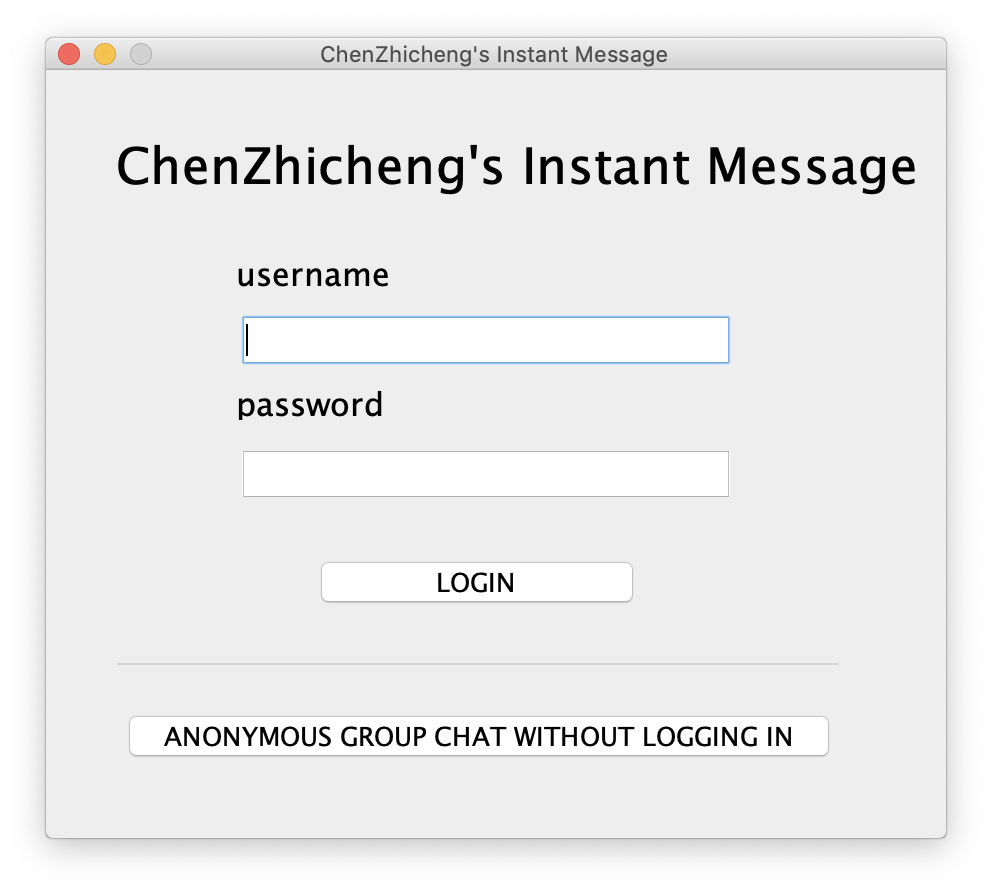 ChenZhicheng's Instant Message
ChenZhicheng's Instant Message
username
password
LOGIN
ANONYMOUS GROUP CHAT WITHOUT LOGGING IN